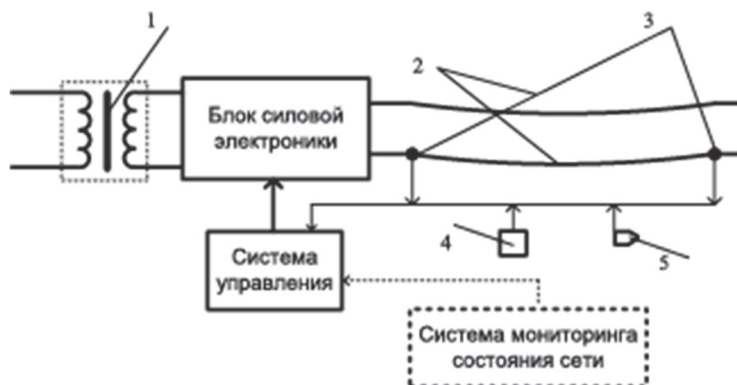 1
3
2
Блок силовой
электроники
4
5
Система
управления
Система мониторинга
состояния сети